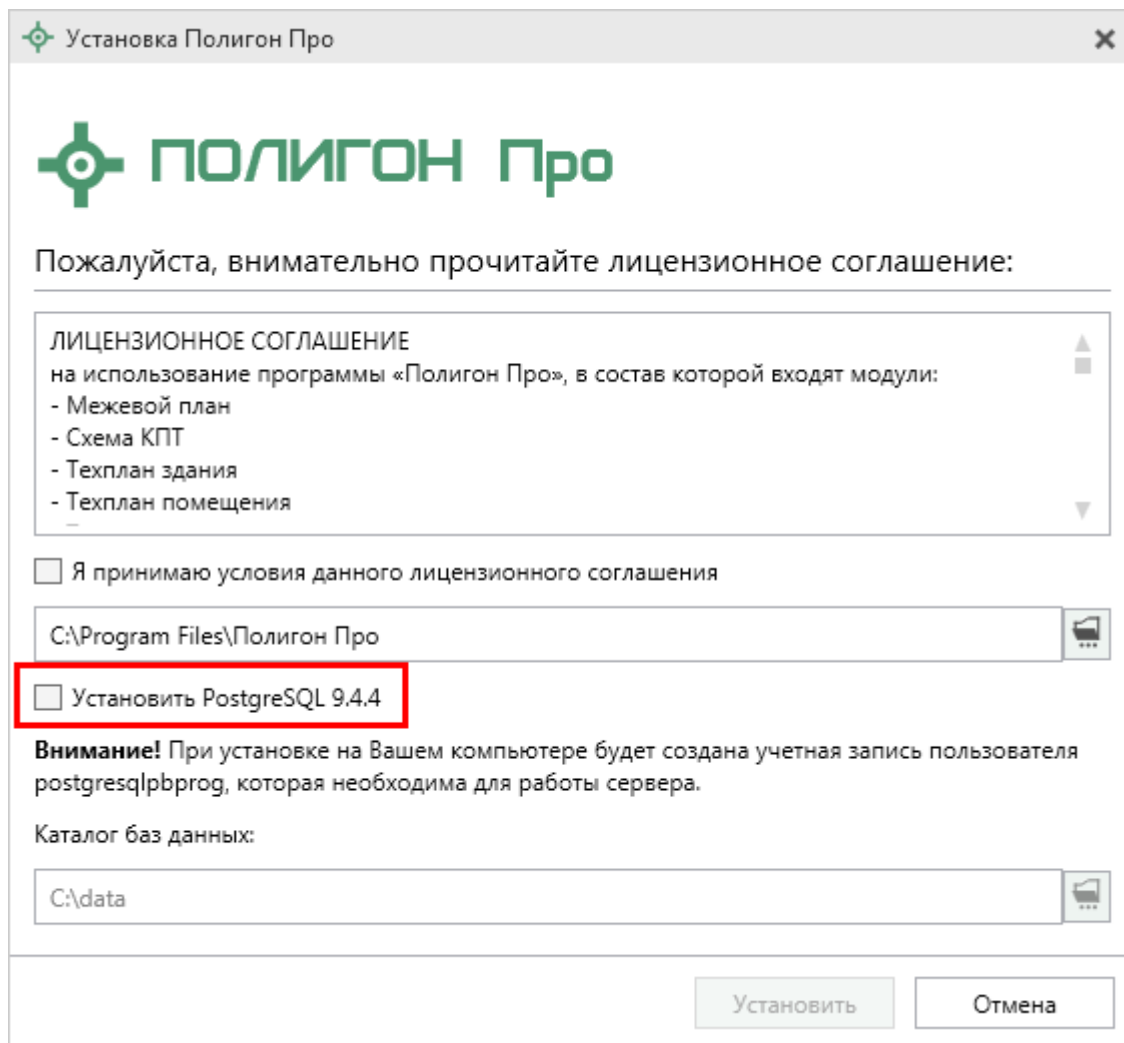 Установка Полигон Про
ПОЛИГОН Про
Пожалуйста, внимательно прочитайте лицензионное соглашение:
ЛИЦЕНЗИОННОЕ СОГЛАШЕНИЕ
на использование программы «Полигон Про», в состав которой входят модули:
- Межевой план
- Схема КПТ
- Техплан здания
- Техплан помещения
Я принимаю условия данного лицензионного соглашения
C:\Program Files\Полигон Про
Установить PostgreSQL 9.4.4
Внимание! При установке на Вашем компьютере будет создана учетная запись пользователя
postgresqlpbprog, которая необходима для работы сервера.
Каталог баз данных:
C:\data
Установить
Отмена